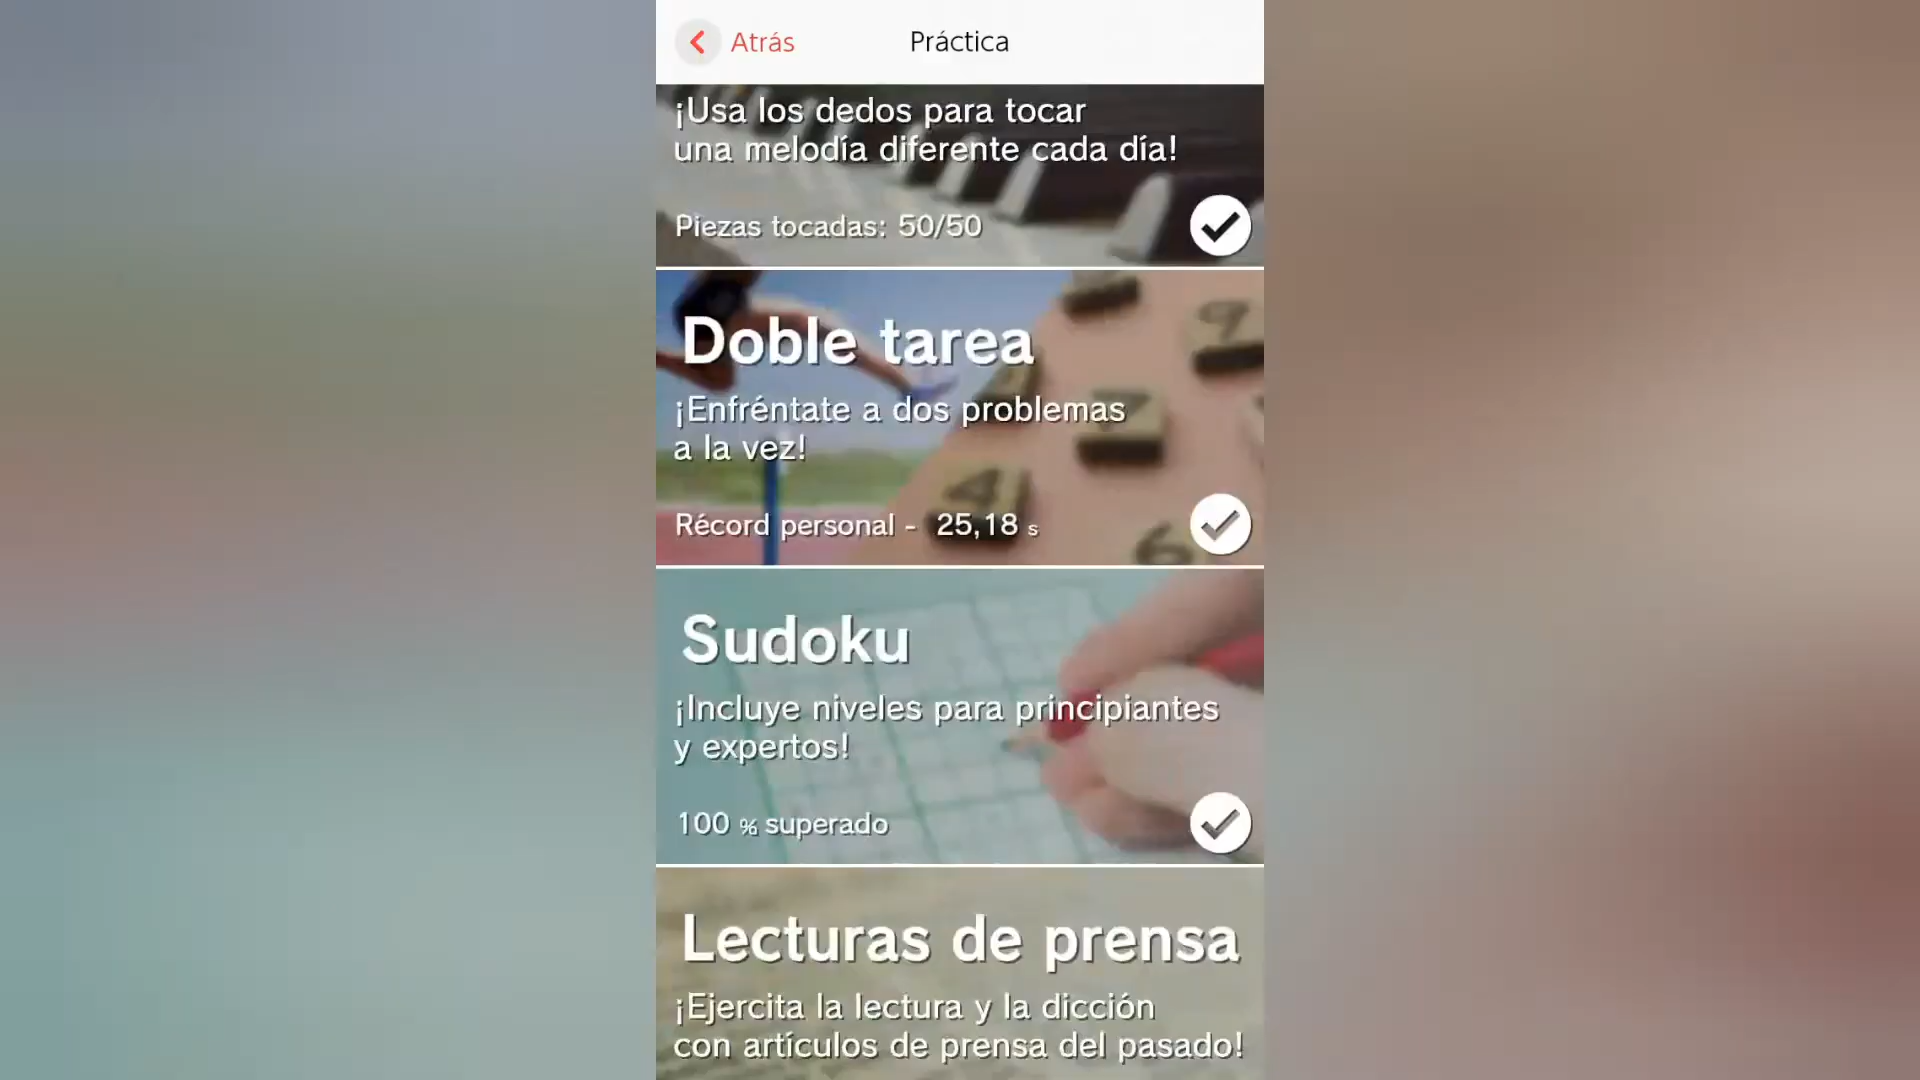 Atrás
Práctica
¡Usa los dedos para tocar
una melodía diferente cada día!
Piezas tocadas: 50/50
Doble tarea
¡Enfréntate a dos problemas
a la vez!
Récord personal - 25,18 s
Sudoku
¡Incluye niveles para principiantes
y expertos!
100 % superado
Lecturas de prensa
¡Ejercita la lectura y la dicción
con artículos de prensa del pasado!